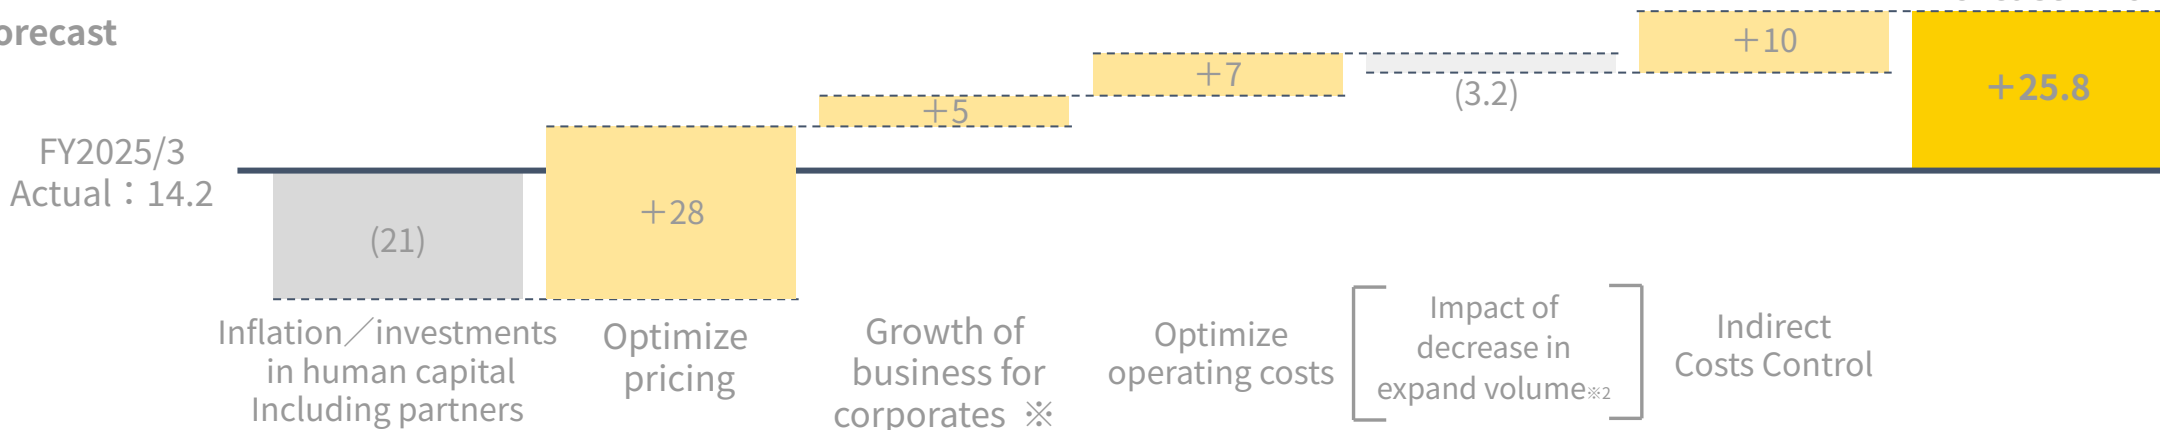 orecast
+10
+7
+5
(3.2)
+25.8
FY2025/3
Actual：14.2
(21)
+28
Inflation／investments
in human capital
Including partners
Optimize
pricing
Growth of
business for
corporates ※
Optimize
operating costs
Impact of
decrease in
expand volume※2
Indirect
Costs Control